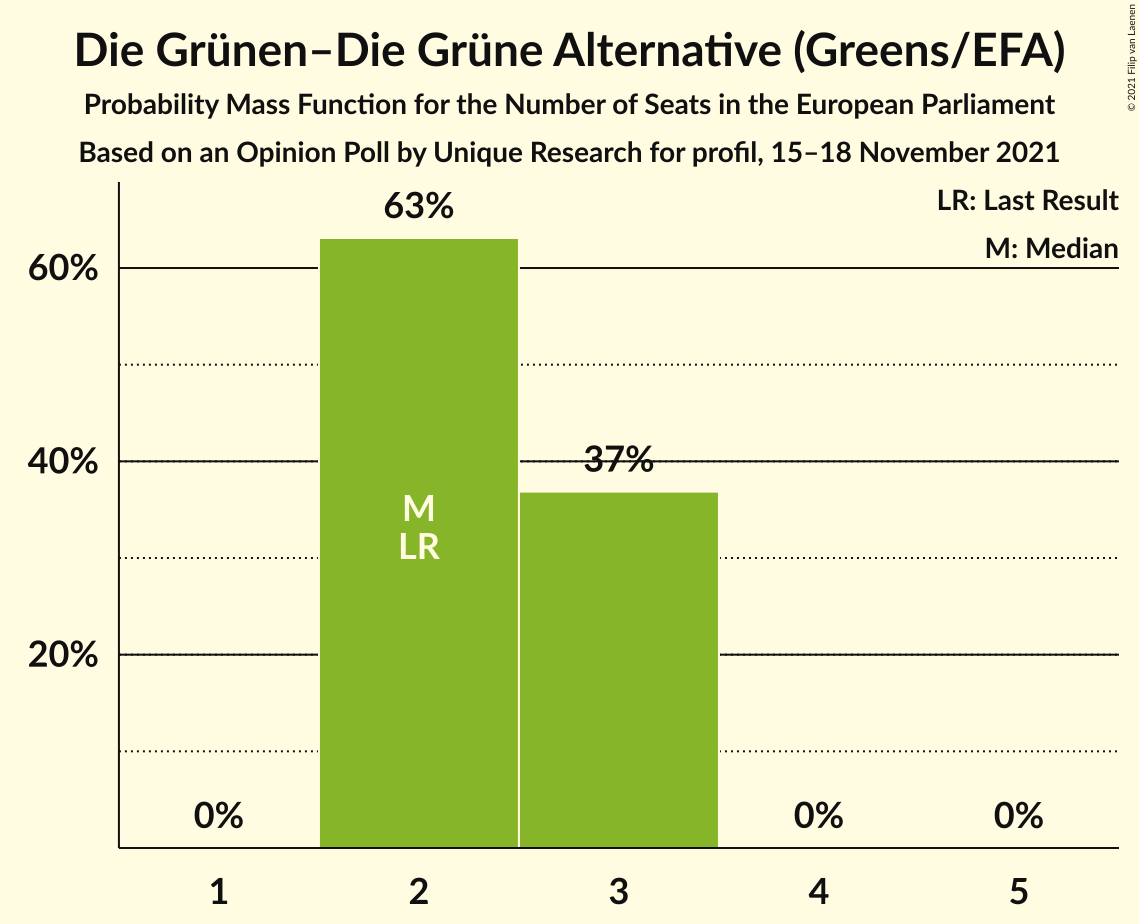 Die Grünen–Die Grüne Alternative (Greens/EFA)
Probability Mass Function for the Number of Seats in the European Parliament
Based on an Opinion Poll by Unique Research for profil, 15–18 November 2021
© 2021 Filip van Laenen
LR: Last Result
M: Median
63%
60%
37%
40%
M
LR
20%
0%
0%
0%
1
2
3
4
5